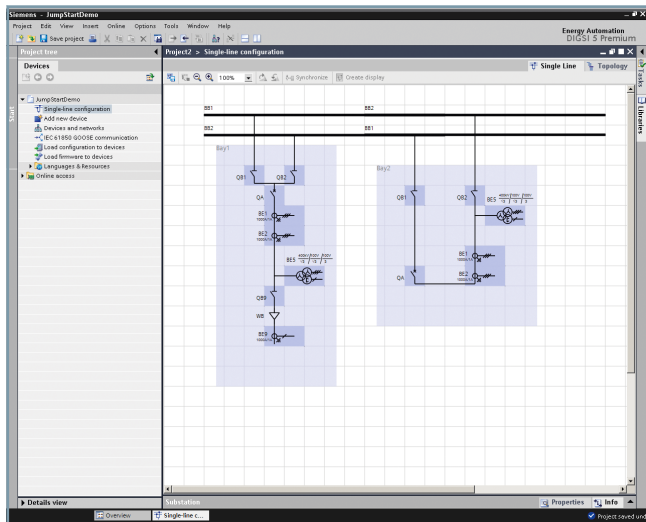 Siemens - JumpStartDemo
Project Edit View Insert Online Options Tools Window Help
Save project
Energy Automation
DIGSI 5 Premium
Project tree
Project2 > Single-line configuration
Devices
Single Line
Topology
100%
Synchronize
Create display
JumpStartDemo
Single-line configuration
Add new device
Devices and networks
IEC 61850 GOOSE communication
Load configuration to devices
Load firmware to devices
Languages & Resources
Online access
Start
Tasks
Libraries
BB1
BB2
BB2
BB1
Bay1
Bay2
QB1
QB2
QA
BE1
BE2
BE5
QB9
WB
BE9
QB1
QB2
BE5
BE1
BE2
QA
Details view
Substation
Properties
Info
Overview
Single-line c...
Project saved und